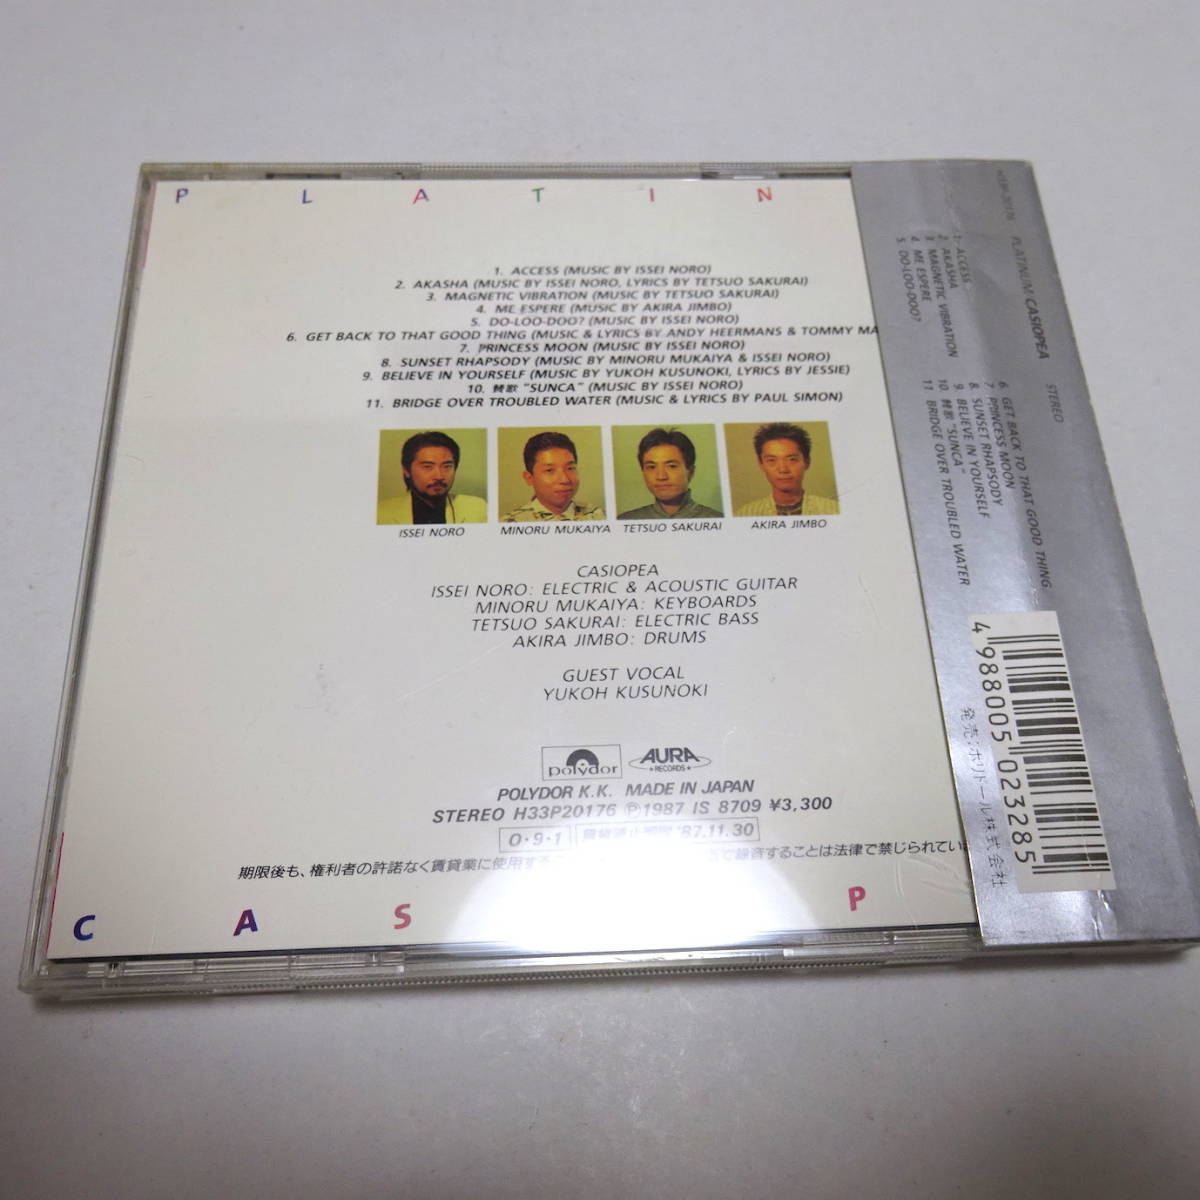 P L A T I N
1. ACCESS (MUSIC BY ISSEI NORO)
2. AKASHA (MUSIC BY ISSEI NORO, LYRICS BY TETSUO SAKURAI)
3. MAGNETIC VIBRATION (MUSIC BY TETSUO SAKURAI)
4. ME ESPERE (MUSIC BY AKIRA JIMBO)
5. DO-LOO-DOO? (MUSIC BY ISSEI NORO)
6. GET BACK TO THAT GOOD THING (MUSIC & LYRICS BY ANDY HEERMANS & TOMMY MA
7. PRINCESS MOON (MUSIC BY ISSEI NORO)
8. SUNSET RHAPSODY (MUSIC BY MINORU MUKAIYA & ISSEI NORO)
9. BELIEVE IN YOURSELF (MUSIC BY YUKOH KUSUNOKI, LYRICS BY JESSIE)
10. 賛歌 "SUNCA" (MUSIC BY ISSEI NORO)
11. BRIDGE OVER TROUBLED WATER (MUSIC & LYRICS BY PAUL SIMON)
ISSEI NORO
MINORU MUKAIYA
TETSUO SAKURAI
AKIRA JIMBO
CASIOPEA
ISSEI NORO: ELECTRIC & ACOUSTIC GUITAR
MINORU MUKAIYA: KEYBOARDS
TETSUO SAKURAI: ELECTRIC BASS
AKIRA JIMBO: DRUMS
GUEST VOCAL
YUKOH KUSUNOKI
polydor
AURA
RECORDS
POLYDOR K.K. MADE IN JAPAN
STEREO H33P20176 Ⓟ1987 IS 8709 ¥3,300
O・9・1
'87.11.30
期限後も、権利者の許諾なく賃貸業に使用する
録音することは法律で禁じられてい
C A S P
H33P-20176 PLATINUM CASIOPEA STEREO
1. ACCESS
2. AKASHA
3. MAGNETIC VIBRATION
4. ME ESPERE
5. DO-LOO-DOO?
6. GET BACK TO THAT GOOD THING
7. PRINCESS MOON
8. SUNSET RHAPSODY
9. BELIEVE IN YOURSELF
10. 賛歌 "SUNCA"
11. BRIDGE OVER TROUBLED WATER
4 988005 023285
発売:ポリドール株式会社